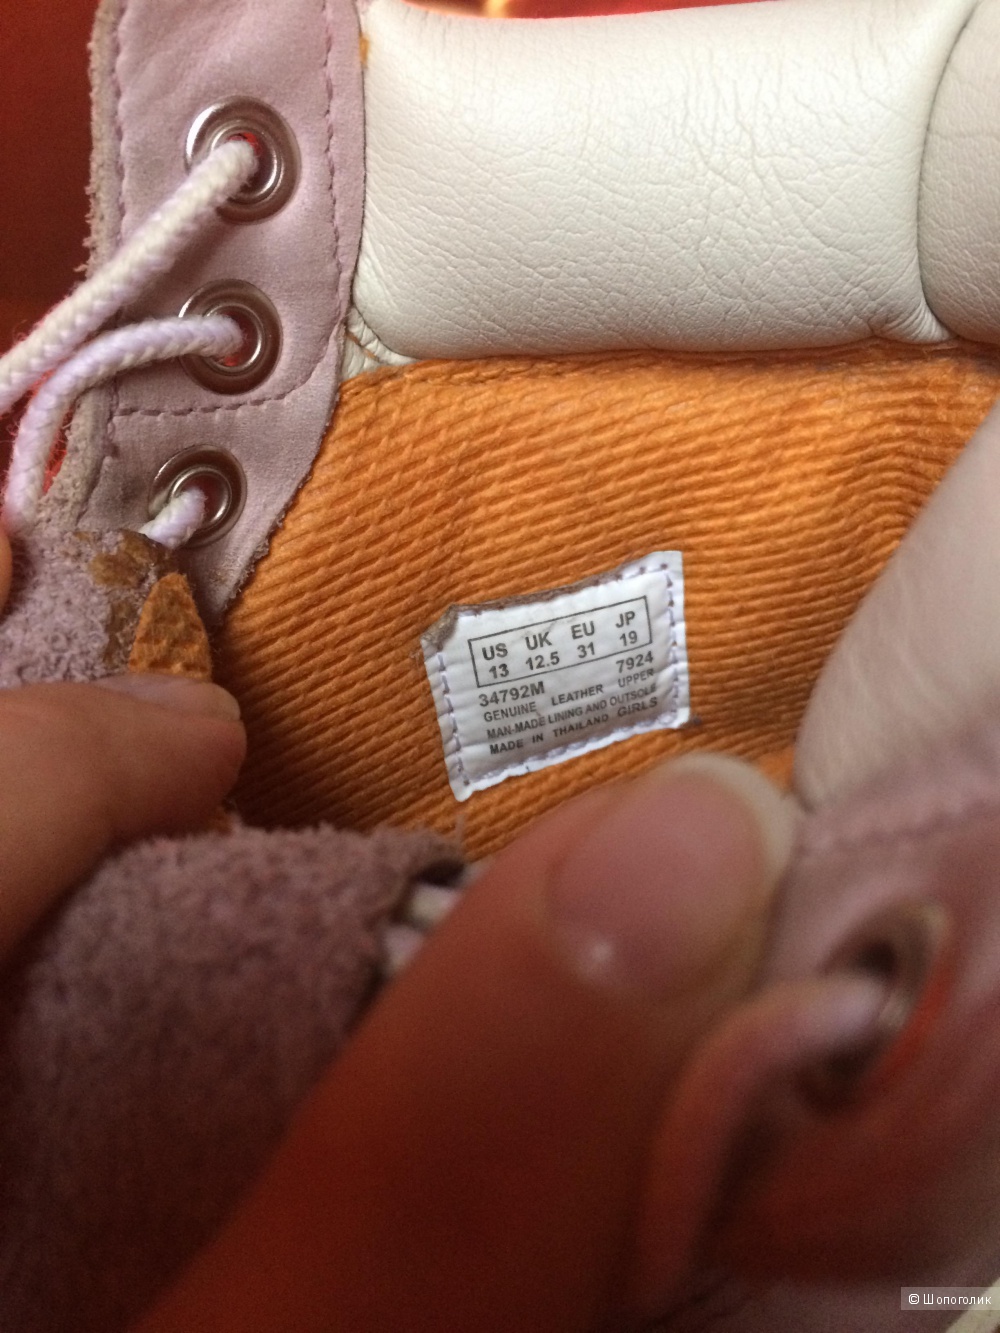 US UK EU JP
13 12.5 31 19
34792M 7924
GENUINE LEATHER UPPER
MAN-MADE LINING AND OUTSOLE
MADE IN THAILAND GIRLS
© Шопоголик